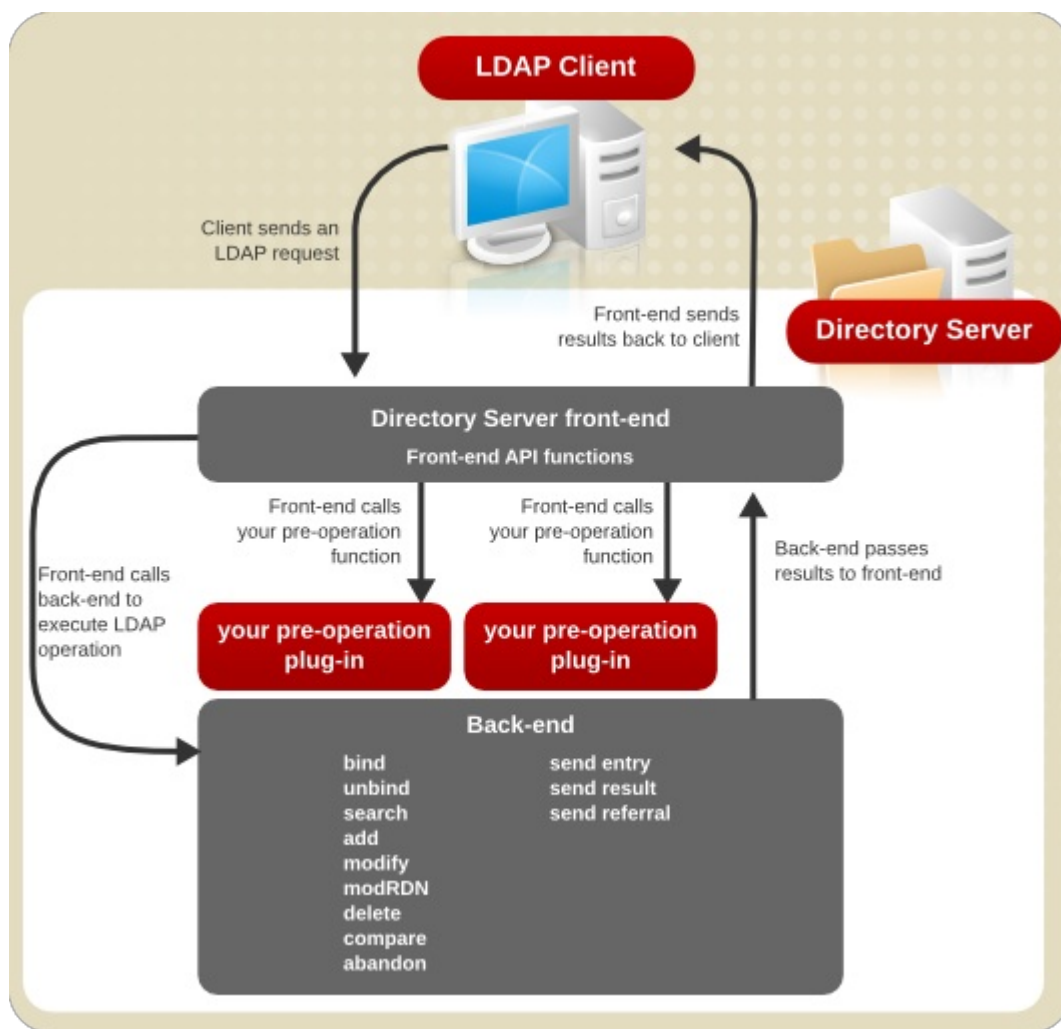 LDAP Client
Client sends an
LDAP request
Front-end sends
results back to client
Directory Server
Directory Server front-end
Front-end API functions
Front-end calls
your pre-operation
function
Front-end calls
your pre-operation
function
Back-end passes
results to front-end
Front-end calls
back-end to
execute LDAP
operation
your pre-operation
plug-in
your pre-operation
plug-in
Back-end
bind
unbind
search
add
modify
modRDN
delete
compare
abandon
send entry
send result
send referral